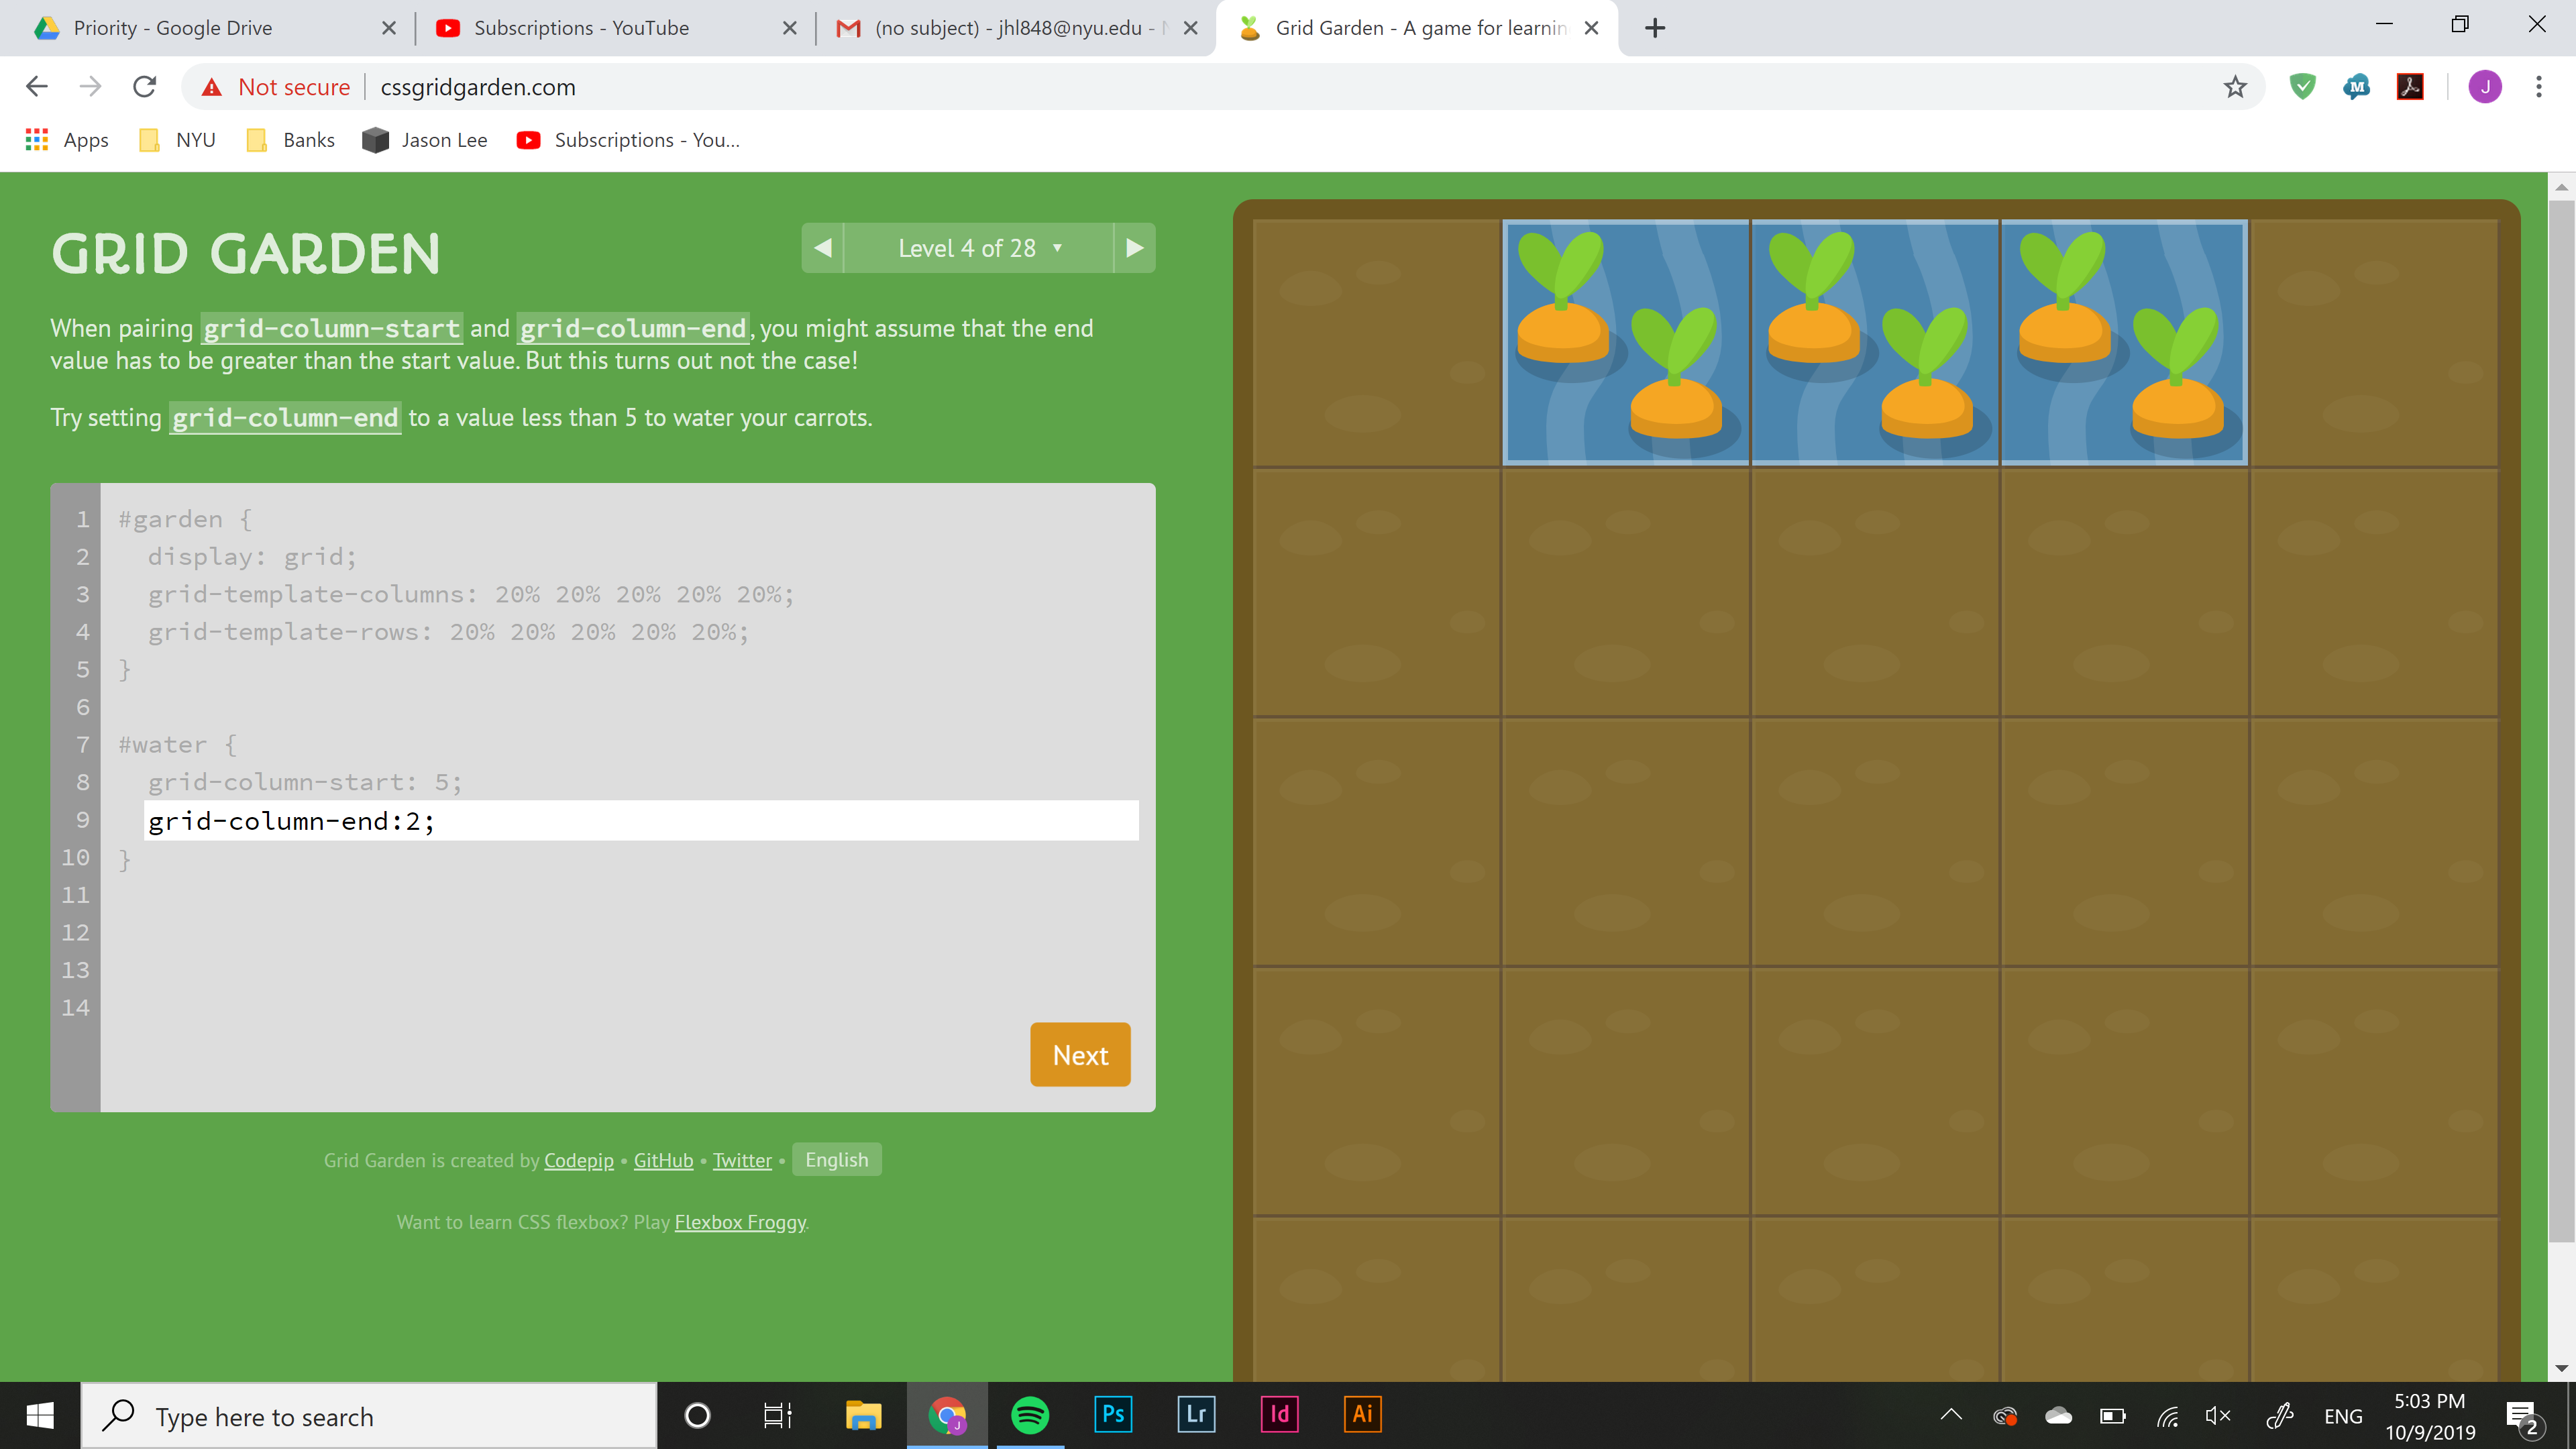 Priority - Google Drive
Subscriptions - YouTube
(no subject) - jhl848@nyu.edu -
Grid Garden - A game for learnin
Not secure
cssgridgarden.com
M
J
Apps
NYU
Banks
Jason Lee
Subscriptions - You...
GRID GARDEN
Level 4 of 28
When pairing grid-column-start and grid-column-end, you might assume that the end
value has to be greater than the start value. But this turns out not the case!
Try setting grid-column-end to a value less than 5 to water your carrots.
1 #garden {
2 display: grid;
3 grid-template-columns: 20% 20% 20% 20% 20%;
4 grid-template-rows: 20% 20% 20% 20% 20%;
5 }
6
7 #water {
8 grid-column-start: 5;
9 grid-column-end:2;
10 }
11
12
13
14
Next
Grid Garden is created by Codepip • GitHub • Twitter • English
Want to learn CSS flexbox? Play Flexbox Froggy.
Type here to search
J
Ps
Lr
Id
Ai
ENG
5:03 PM
10/9/2019
2